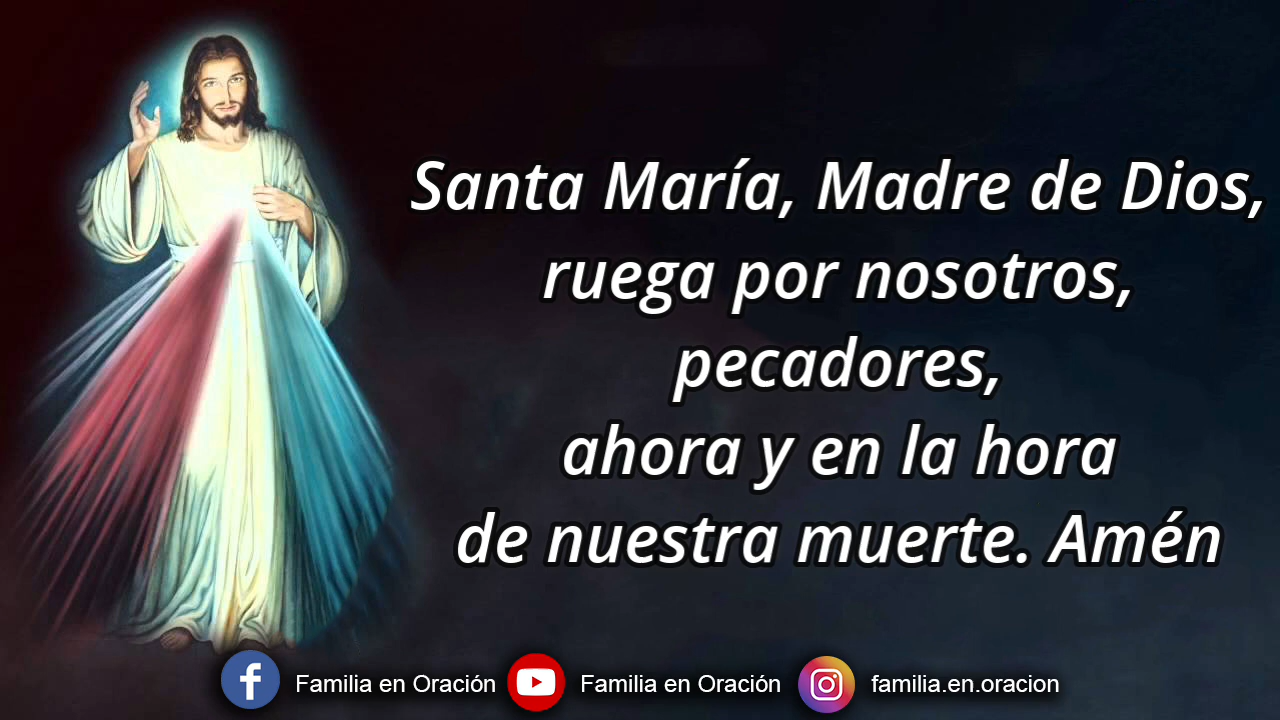 Santa María, Madre de Dios,
ruega por nosotros,
pecadores,
ahora y en la hora
de nuestra muerte. Amén
Familia en Oración
Familia en Oración
familia.en.oracion